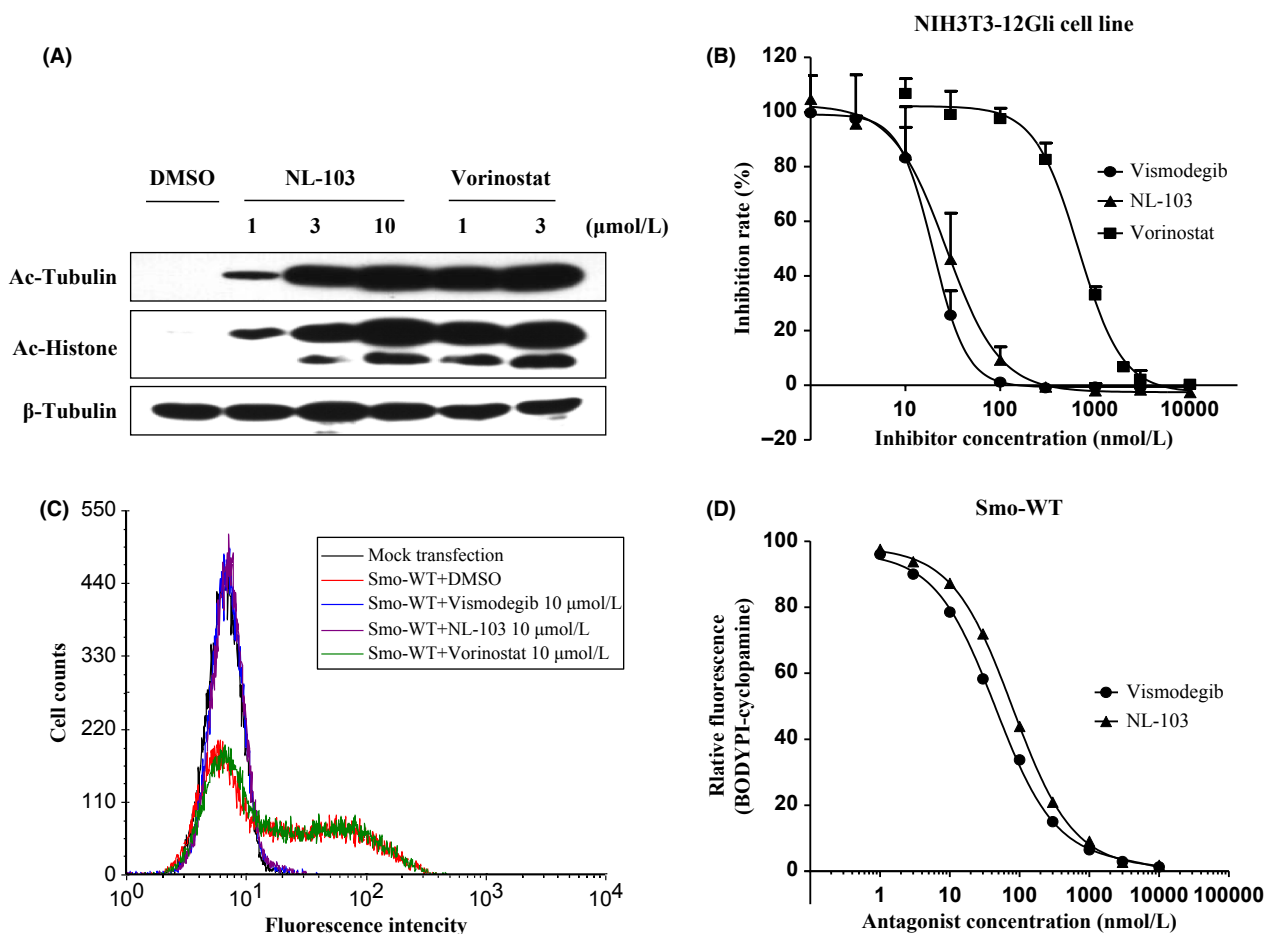 (A)
DMSO NL-103 Vorinostat
1 3 10 1 3 (μmol/L)
Ac-Tubulin
Ac-Histone
β-Tubulin
(B)
NIH3T3-12Gli cell line
120
100
80
60
40
20
0
−20
Inhibition rate (%)
10 100 1000 10000
Inhibitor concentration (nmol/L)
Vismodegib
NL-103
Vorinostat
(C)
550
440
330
220
110
0
Cell counts
10⁰ 10¹ 10² 10³ 10⁴
Fluorescence intencity
Mock transfection
Smo-WT+DMSO
Smo-WT+Vismodegib 10 μmol/L
Smo-WT+NL-103 10 μmol/L
Smo-WT+Vorinostat 10 μmol/L
(D)
Smo-WT
100
80
60
40
20
0
Rlative fluorescence
(BODYPI-cyclopamine)
1 10 100 1000 10000 100000
Antagonist concentration (nmol/L)
Vismodegib
NL-103